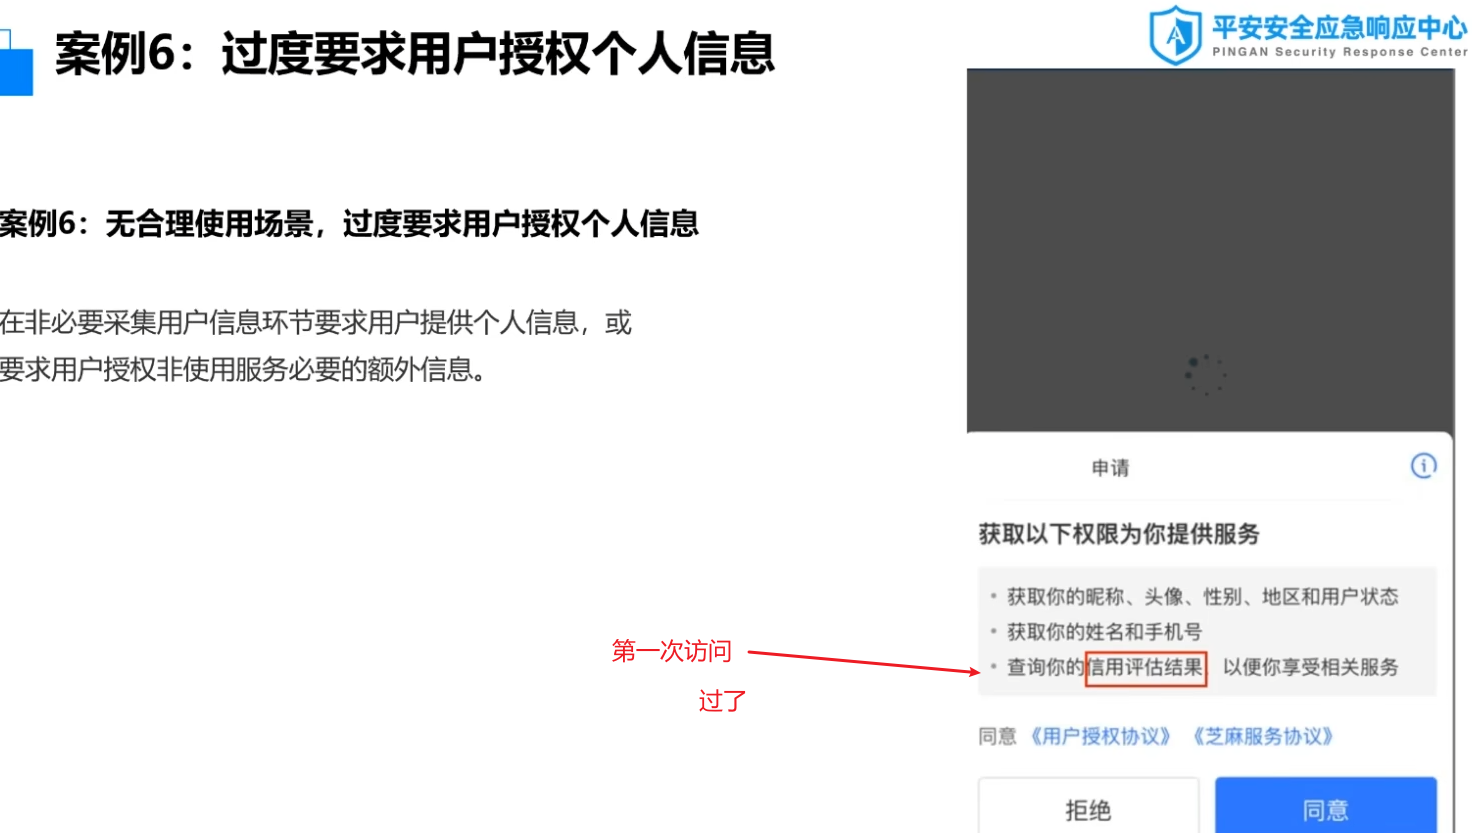 案例6：过度要求用户授权个人信息
平安安全应急响应中心
PINGAN Security Response Center
案例6：无合理使用场景，过度要求用户授权个人信息
在非必要采集用户信息环节要求用户提供个人信息，或
要求用户授权非使用服务必要的额外信息。
申请
获取以下权限为你提供服务
• 获取你的昵称、头像、性别、地区和用户状态
• 获取你的姓名和手机号
第一次访问
• 查询你的信用评估结果，以便你享受相关服务
过了
同意《用户授权协议》《芝麻服务协议》
拒绝
同意